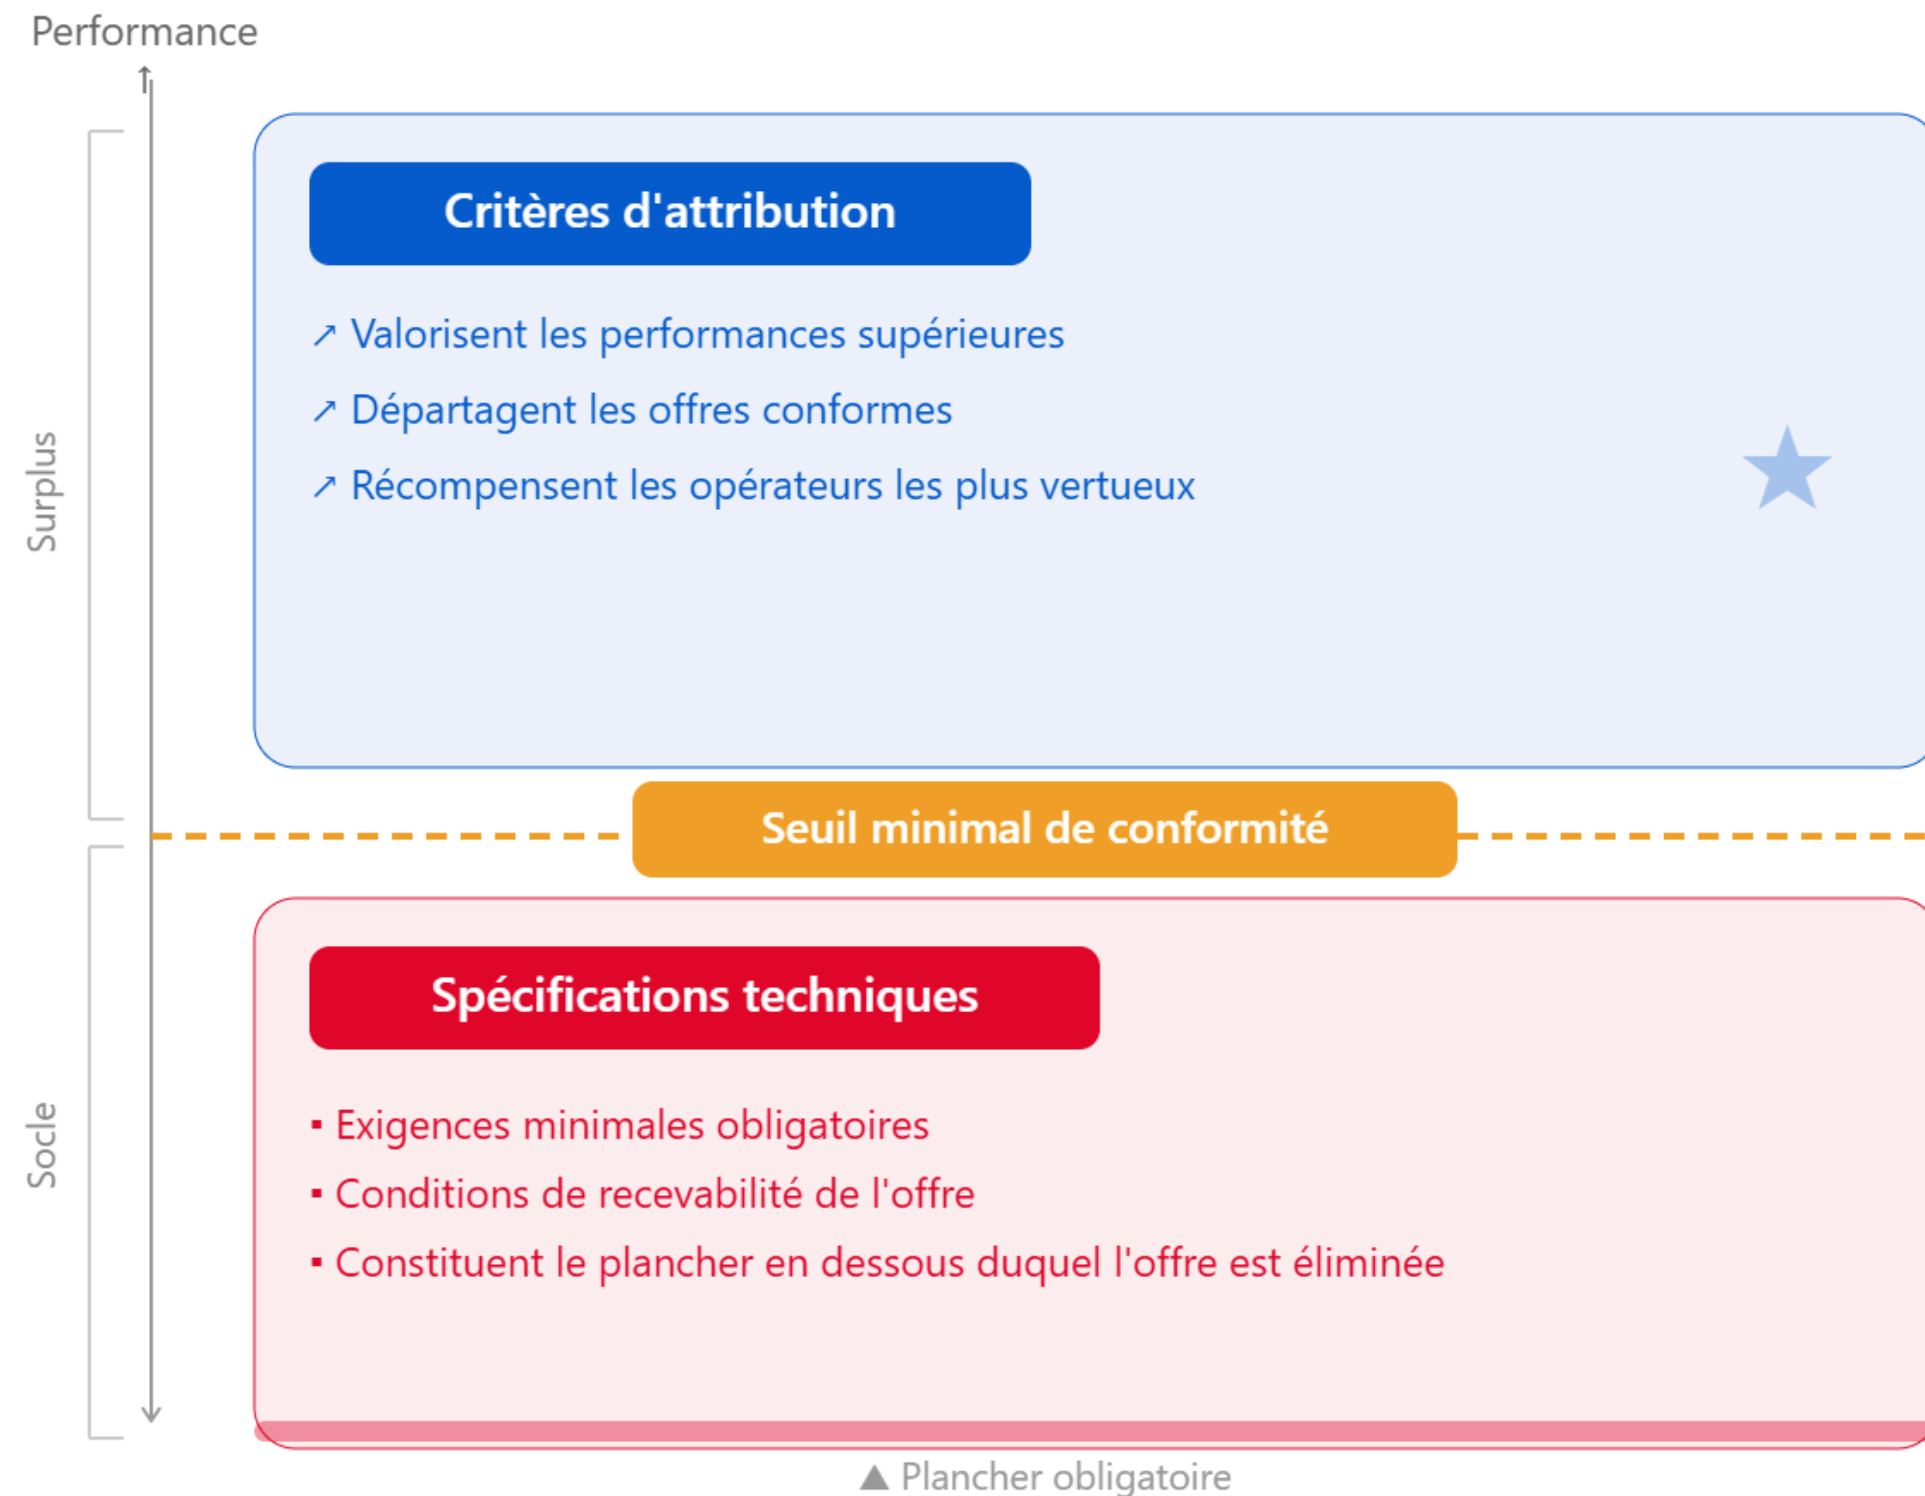 Performance
↑
Critères d'attribution
↗ Valorisent les performances supérieures
↗ Départagent les offres conformes
↗ Récompensent les opérateurs les plus vertueux
Surplus
Seuil minimal de conformité
Spécifications techniques
▪ Exigences minimales obligatoires
▪ Conditions de recevabilité de l'offre
▪ Constituent le plancher en dessous duquel l'offre est éliminée
Socle
▲ Plancher obligatoire